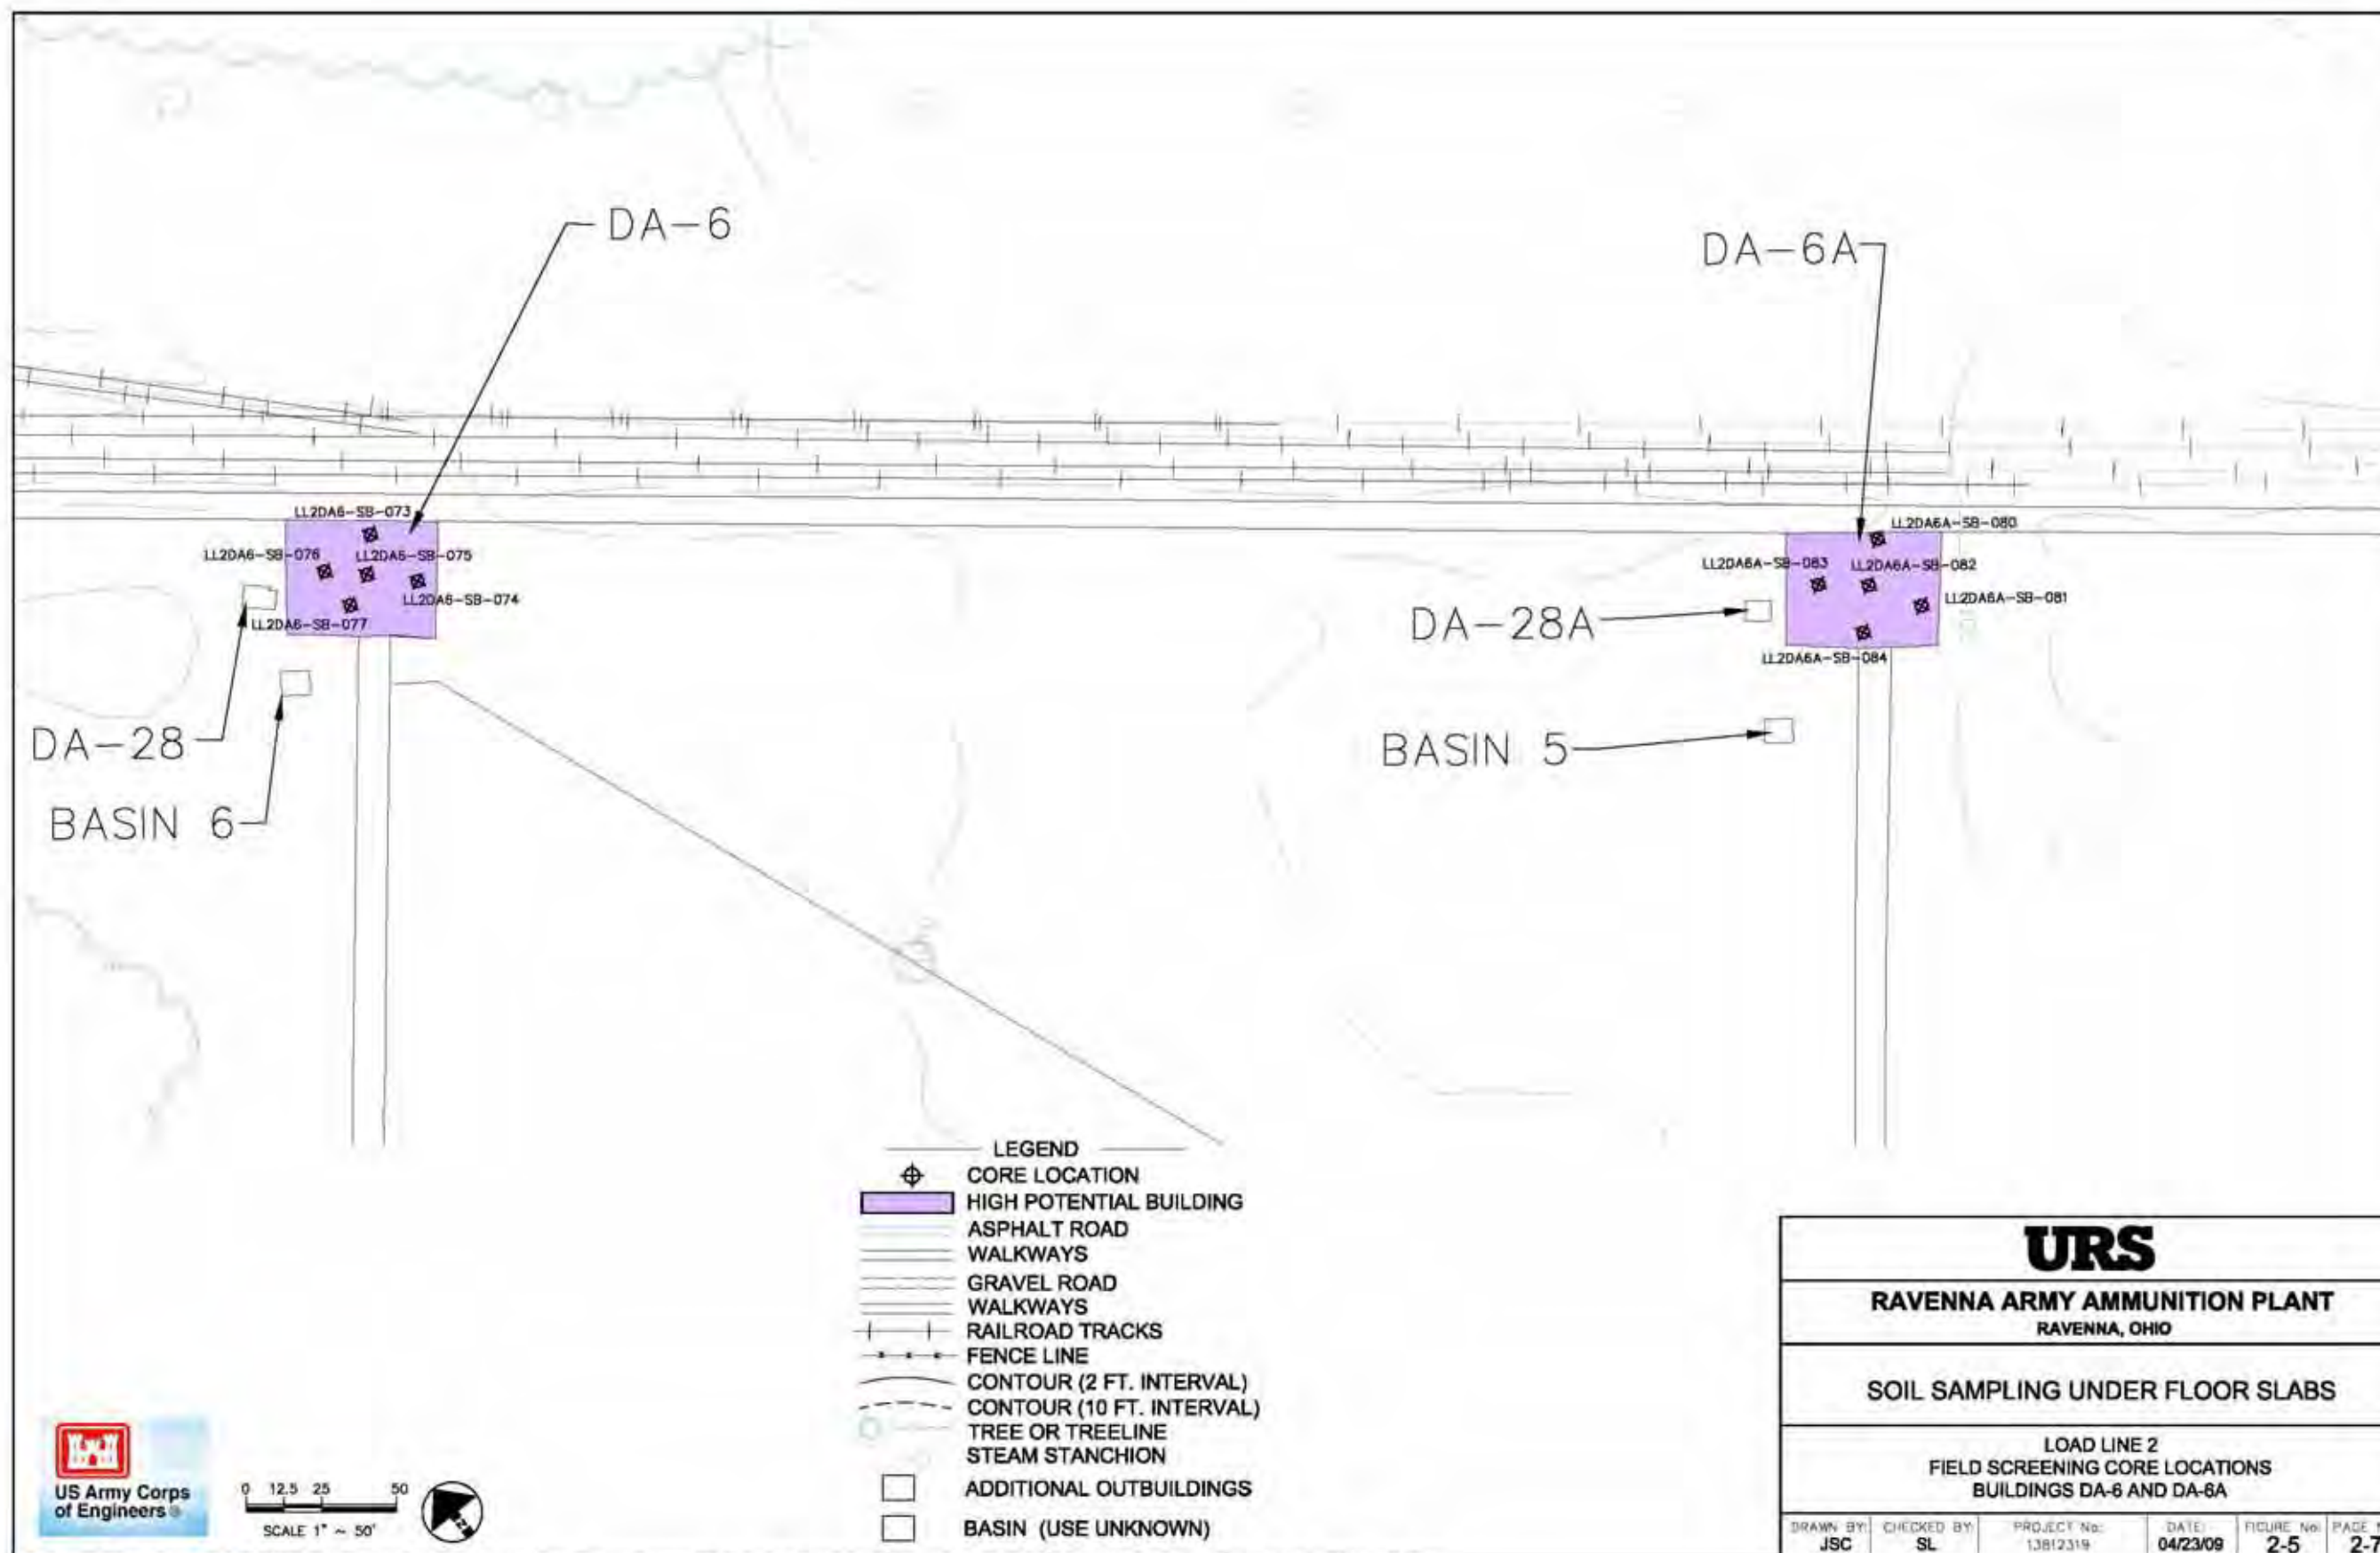 DA-6
DA-6A
LL2DA6-SB-073
LL2DA6-SB-076
LL2DA6-SB-075
LL2DA6-SB-074
LL2DA6-SB-077
LL2DA6A-SB-080
LL2DA6A-SB-083
LL2DA6A-SB-082
LL2DA6A-SB-081
LL2DA6A-SB-084
DA-28A
DA-28
BASIN 5
BASIN 6
LEGEND
CORE LOCATION
HIGH POTENTIAL BUILDING
ASPHALT ROAD
WALKWAYS
GRAVEL ROAD
WALKWAYS
RAILROAD TRACKS
FENCE LINE
CONTOUR (2 FT. INTERVAL)
CONTOUR (10 FT. INTERVAL)
TREE OR TREELINE
STEAM STANCHION
ADDITIONAL OUTBUILDINGS
BASIN (USE UNKNOWN)
US Army Corps
of Engineers®
0 12.5 25 50
SCALE 1" ~ 50'
URS
RAVENNA ARMY AMMUNITION PLANT
RAVENNA, OHIO
SOIL SAMPLING UNDER FLOOR SLABS
LOAD LINE 2
FIELD SCREENING CORE LOCATIONS
BUILDINGS DA-6 AND DA-6A
DRAWN BY: CHECKED BY: PROJECT No: DATE: FIGURE No: PAGE
JSC SL 13812319 04/23/09 2-5 2-7